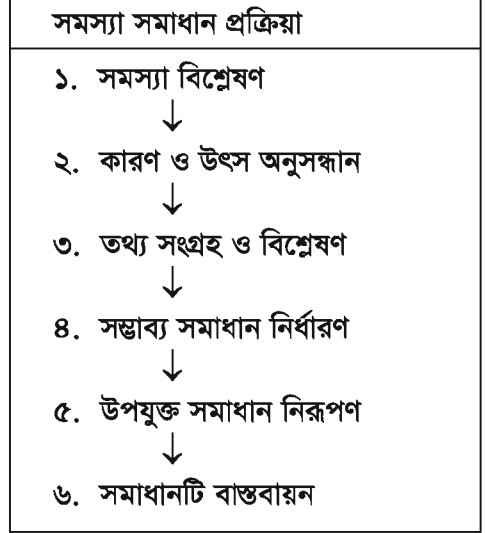 সমস্যা সমাধান প্রক্রিয়া
১. সমস্যা বিশ্লেষণ
↓
২. কারণ ও উৎস অনুসন্ধান
↓
৩. তথ্য সংগ্রহ ও বিশ্লেষণ
↓
৪. সম্ভাব্য সমাধান নির্ধারণ
↓
৫. উপযুক্ত সমাধান নিরূপণ
↓
৬. সমাধানটি বাস্তবায়ন